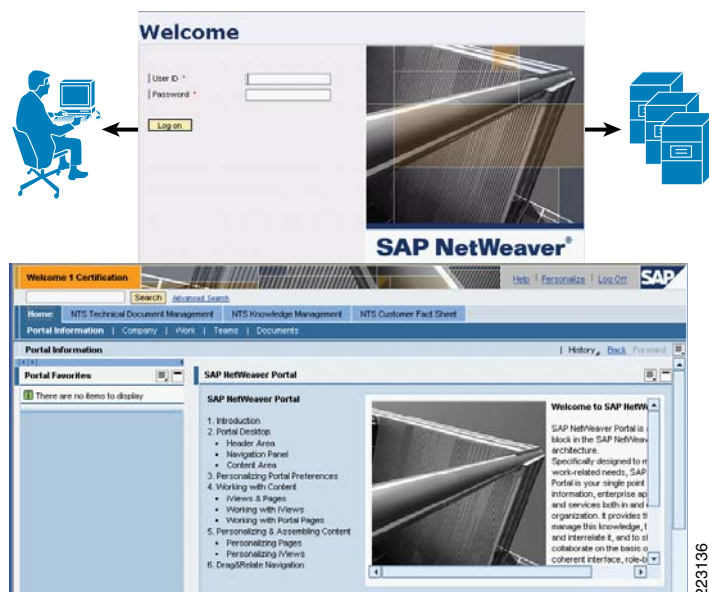 Welcome
User ID *
Password *
Log on
SAP NetWeaver®
Welcome 1 Certification
Help | Personalize | Log Off SAP
Search Advanced Search
Home NTS Technical Document Management NTS Knowledge Management NTS Customer Fact Sheet
Portal Information | Company | iWork | Teams | Documents
Portal Information | History Back Forward
Portal Favorites
There are no items to display
SAP NetWeaver Portal
SAP NetWeaver Portal
1. Introduction
2. Portal Desktop
• Header Area
• Navigation Panel
• Content Area
3. Personalizing Portal Preferences
4. Working with Content
• iViews & Pages
• Working with iViews
• Working with Portal Pages
5. Personalizing & Assembling Content
• Personalizing Pages
• Personalizing iViews
6. Drag&Relate Navigation
Welcome to SAP NetW
SAP NetWeaver Portal is
block in the SAP NetWeav
architecture.
Specifically designed to m
work-related needs, SAP
Portal is your single point
information, enterprise ap
and services both in and
organization. It provides t
manage this knowledge, t
and interrelate it, and to sl
collaborate on the basis o
coherent interface, role-b
223136